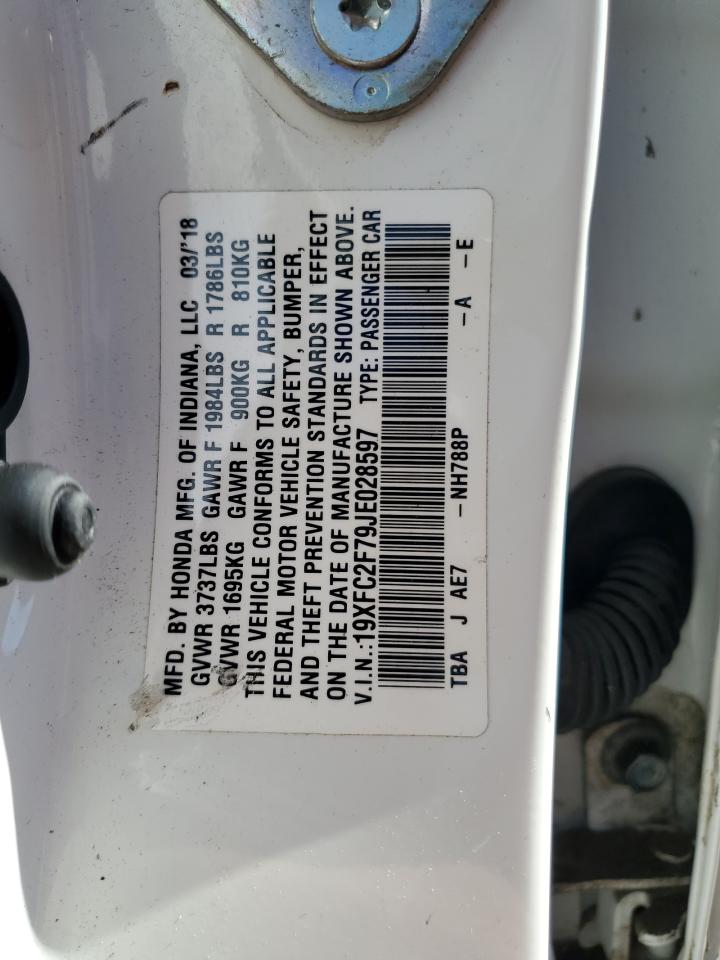 MFD. BY HONDA MFG. OF INDIANA, LLC 03/'18
GVWR 3737LBS GAWR F 1984LBS R 1786LBS
GVWR 1695KG GAWR F 900KG R 810KG
THIS VEHICLE CONFORMS TO ALL APPLICABLE
FEDERAL MOTOR VEHICLE SAFETY, BUMPER,
AND THEFT PREVENTION STANDARDS IN EFFECT
ON THE DATE OF MANUFACTURE SHOWN ABOVE.
V.I.N.:19XFC2F79JE028597 TYPE: PASSENGER CAR
TBA J AE7 -NH788P -A -E